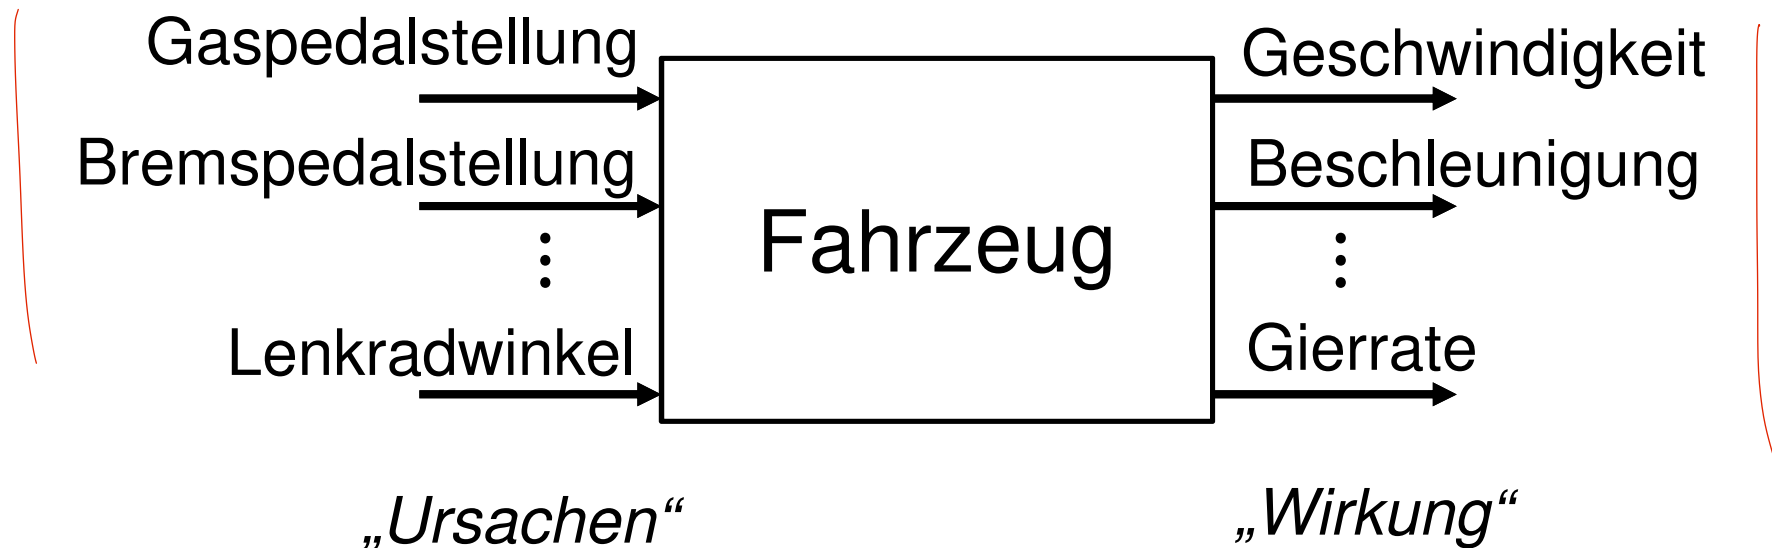 Gaspedalstellung
Bremspedalstellung
Lenkradwinkel
Fahrzeug
Geschwindigkeit
Beschleunigung
Gierrate
„Ursachen“
„Wirkung“